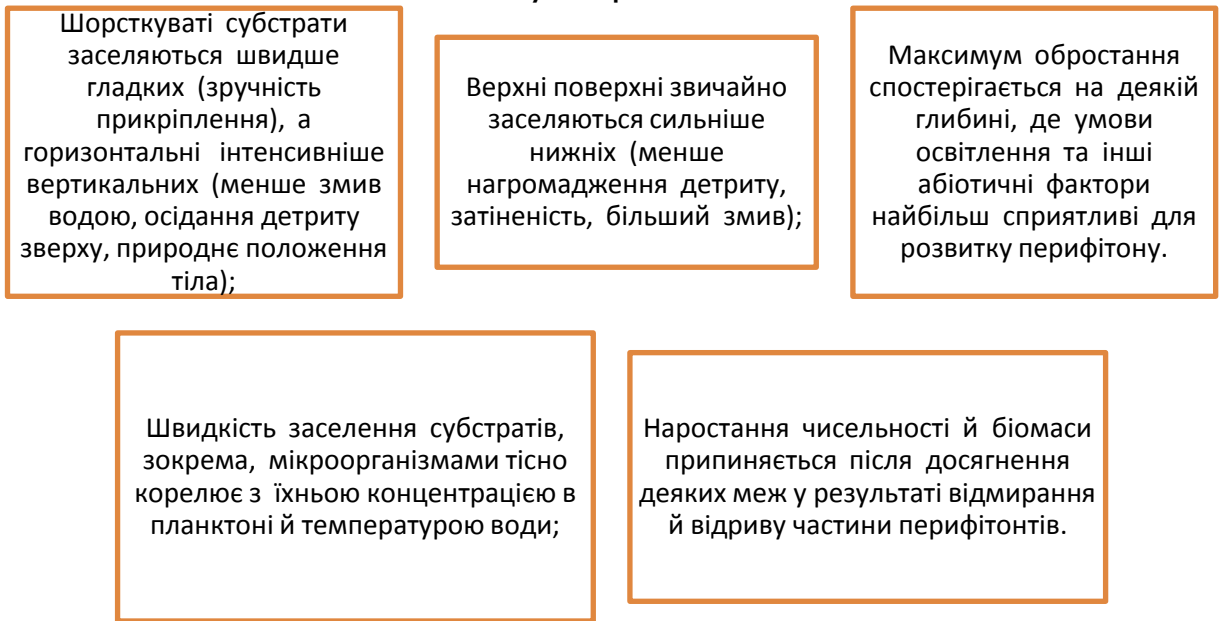 Шорсткуваті субстрати
заселяються швидше
гладких (зручність
прикріплення), а
горизонтальні інтенсивніше
вертикальних (менше змив
водою, осідання детриту
зверху, природнє положення
тіла);
Верхні поверхні звичайно
заселяються сильніше
нижніх (менше
нагромадження детриту,
затіненість, більший змив);
Максимум обростання
спостерігається на деякій
глибині, де умови
освітлення та інші
абіотичні фактори
найбільш сприятливі для
розвитку перифітону.
Швидкість заселення субстратів,
зокрема, мікроорганізмами тісно
корелює з їхньою концентрацією в
планктоні й температурою води;
Наростання чисельності й біомаси
припиняється після досягнення
деяких меж у результаті відмирання
й відриву частини перифітонтів.